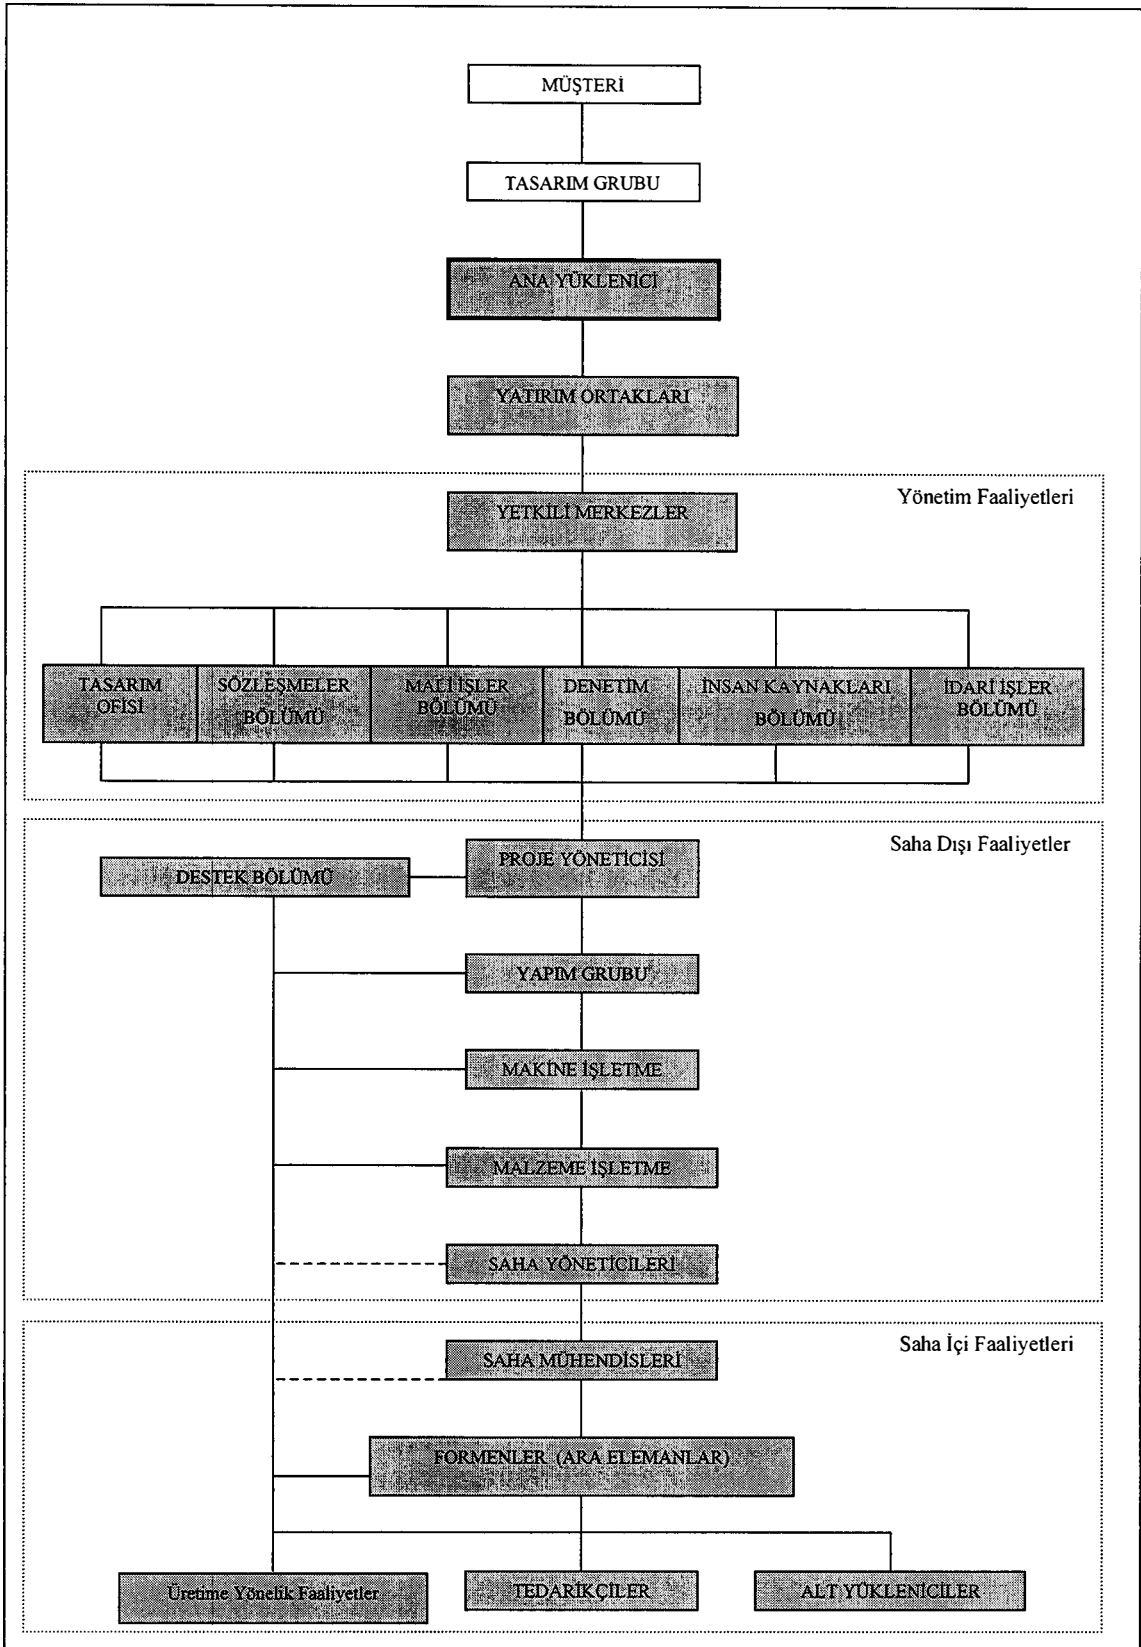 MÜŞTERİ
TASARIM GRUBU
ANA YÜKLENİCİ
YATIRIM ORTAKLARI
Yönetim Faaliyetleri
YETKİLİ MERKEZLER
TASARIM
OFİSİ
SÖZLEŞMELER
BÖLÜMÜ
MALİ İŞLER
BÖLÜMÜ
DENETİM
BÖLÜMÜ
İNSAN KAYNAKLARI
BÖLÜMÜ
İDARİ İŞLER
BÖLÜMÜ
Saha Dışı Faaliyetler
PROJE YÖNETİCİSİ
DESTEK BÖLÜMÜ
YAPIM GRUBU
MAKİNE İŞLETME
MALZEME İŞLETME
SAHA YÖNETİCİLERİ
Saha İçi Faaliyetleri
SAHA MÜHENDİSLERİ
FORMENLER (ARA ELEMANLAR)
Üretime Yönelik Faaliyetler
TEDARİKÇİLER
ALT YÜKLENİCİLER